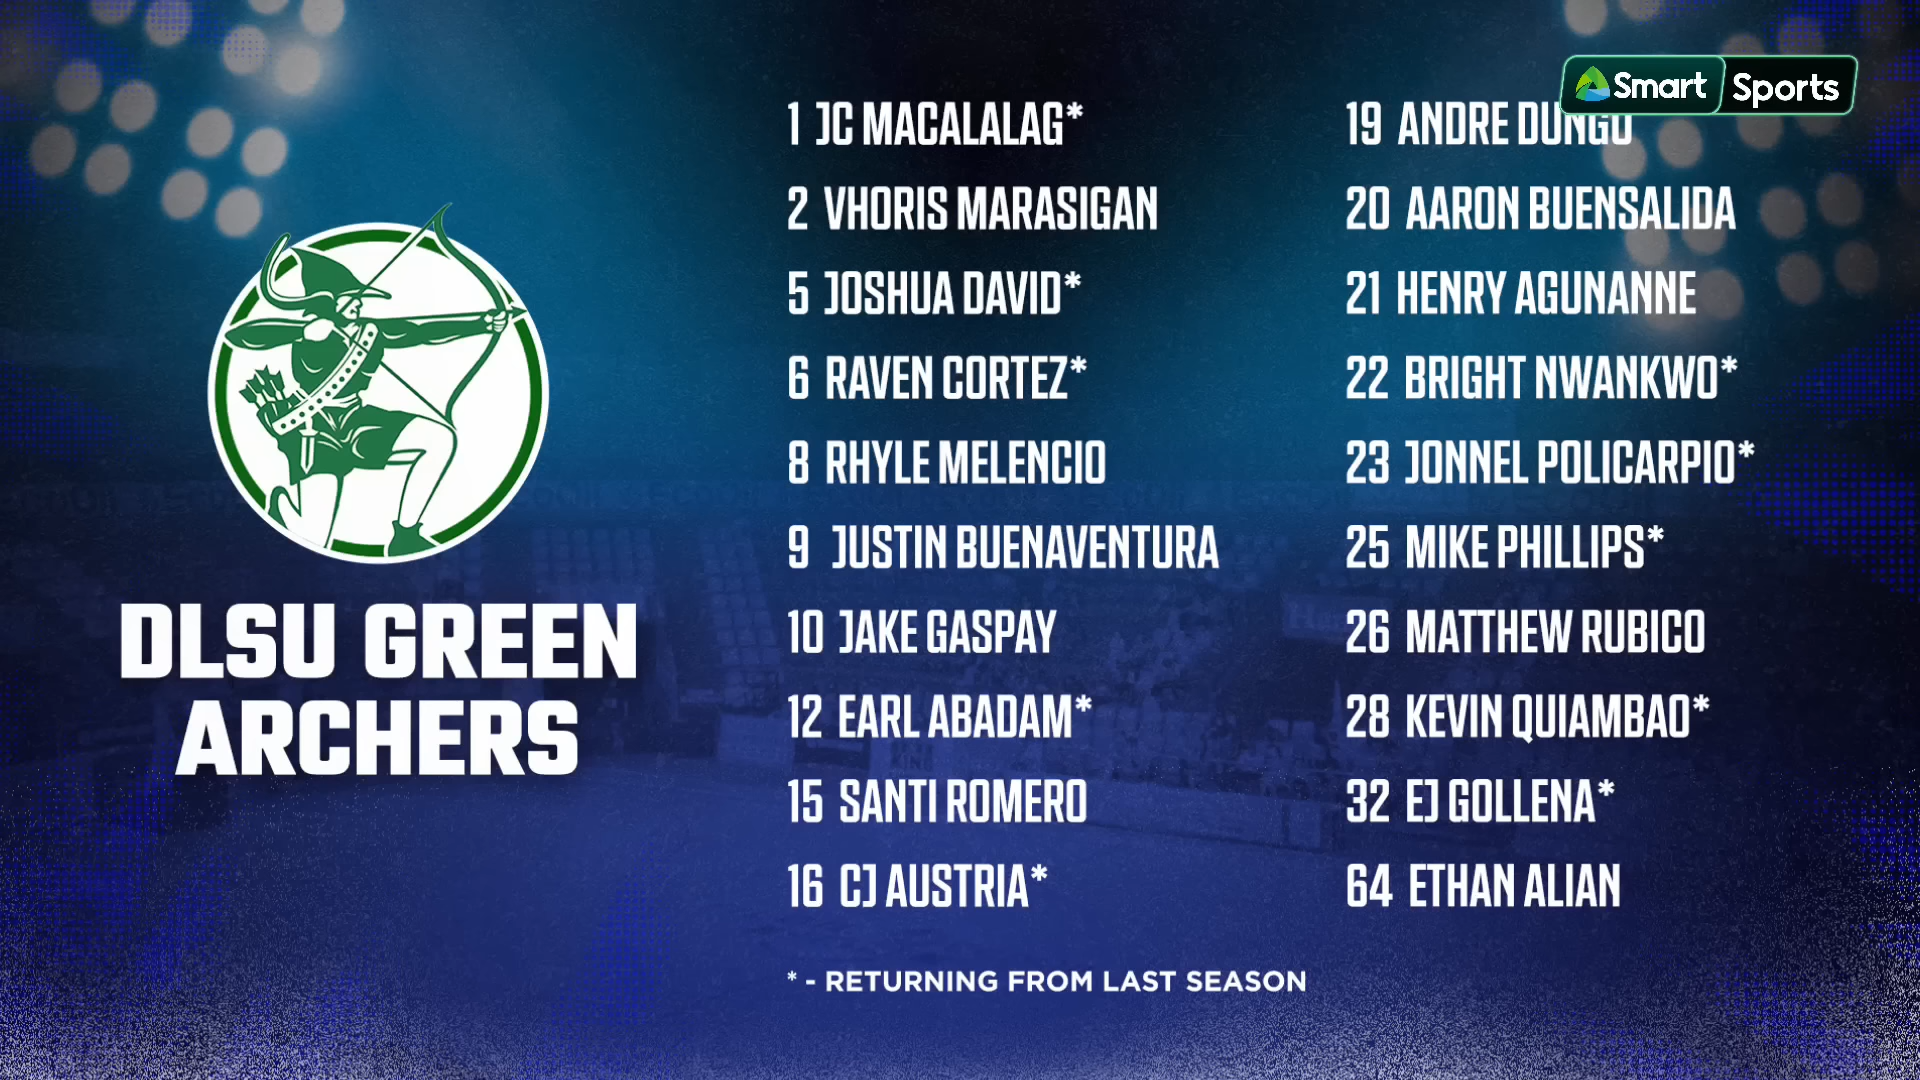 Smart Sports
1 JC MACALALAG*
2 VHORIS MARASIGAN
5 JOSHUA DAVID*
6 RAVEN CORTEZ*
8 RHYLE MELENCIO
9 JUSTIN BUENAVENTURA
10 JAKE GASPAY
12 EARL ABADAM*
15 SANTI ROMERO
16 CJ AUSTRIA*
19 ANDRE DUNGO
20 AARON BUENSALIDA
21 HENRY AGUNANNE
22 BRIGHT NWANKWO*
23 JONNEL POLICARPIO*
25 MIKE PHILLIPS*
26 MATTHEW RUBICO
28 KEVIN QUIAMBAO*
32 EJ GOLLENA*
64 ETHAN ALIAN
DLSU GREEN
ARCHERS
* - RETURNING FROM LAST SEASON